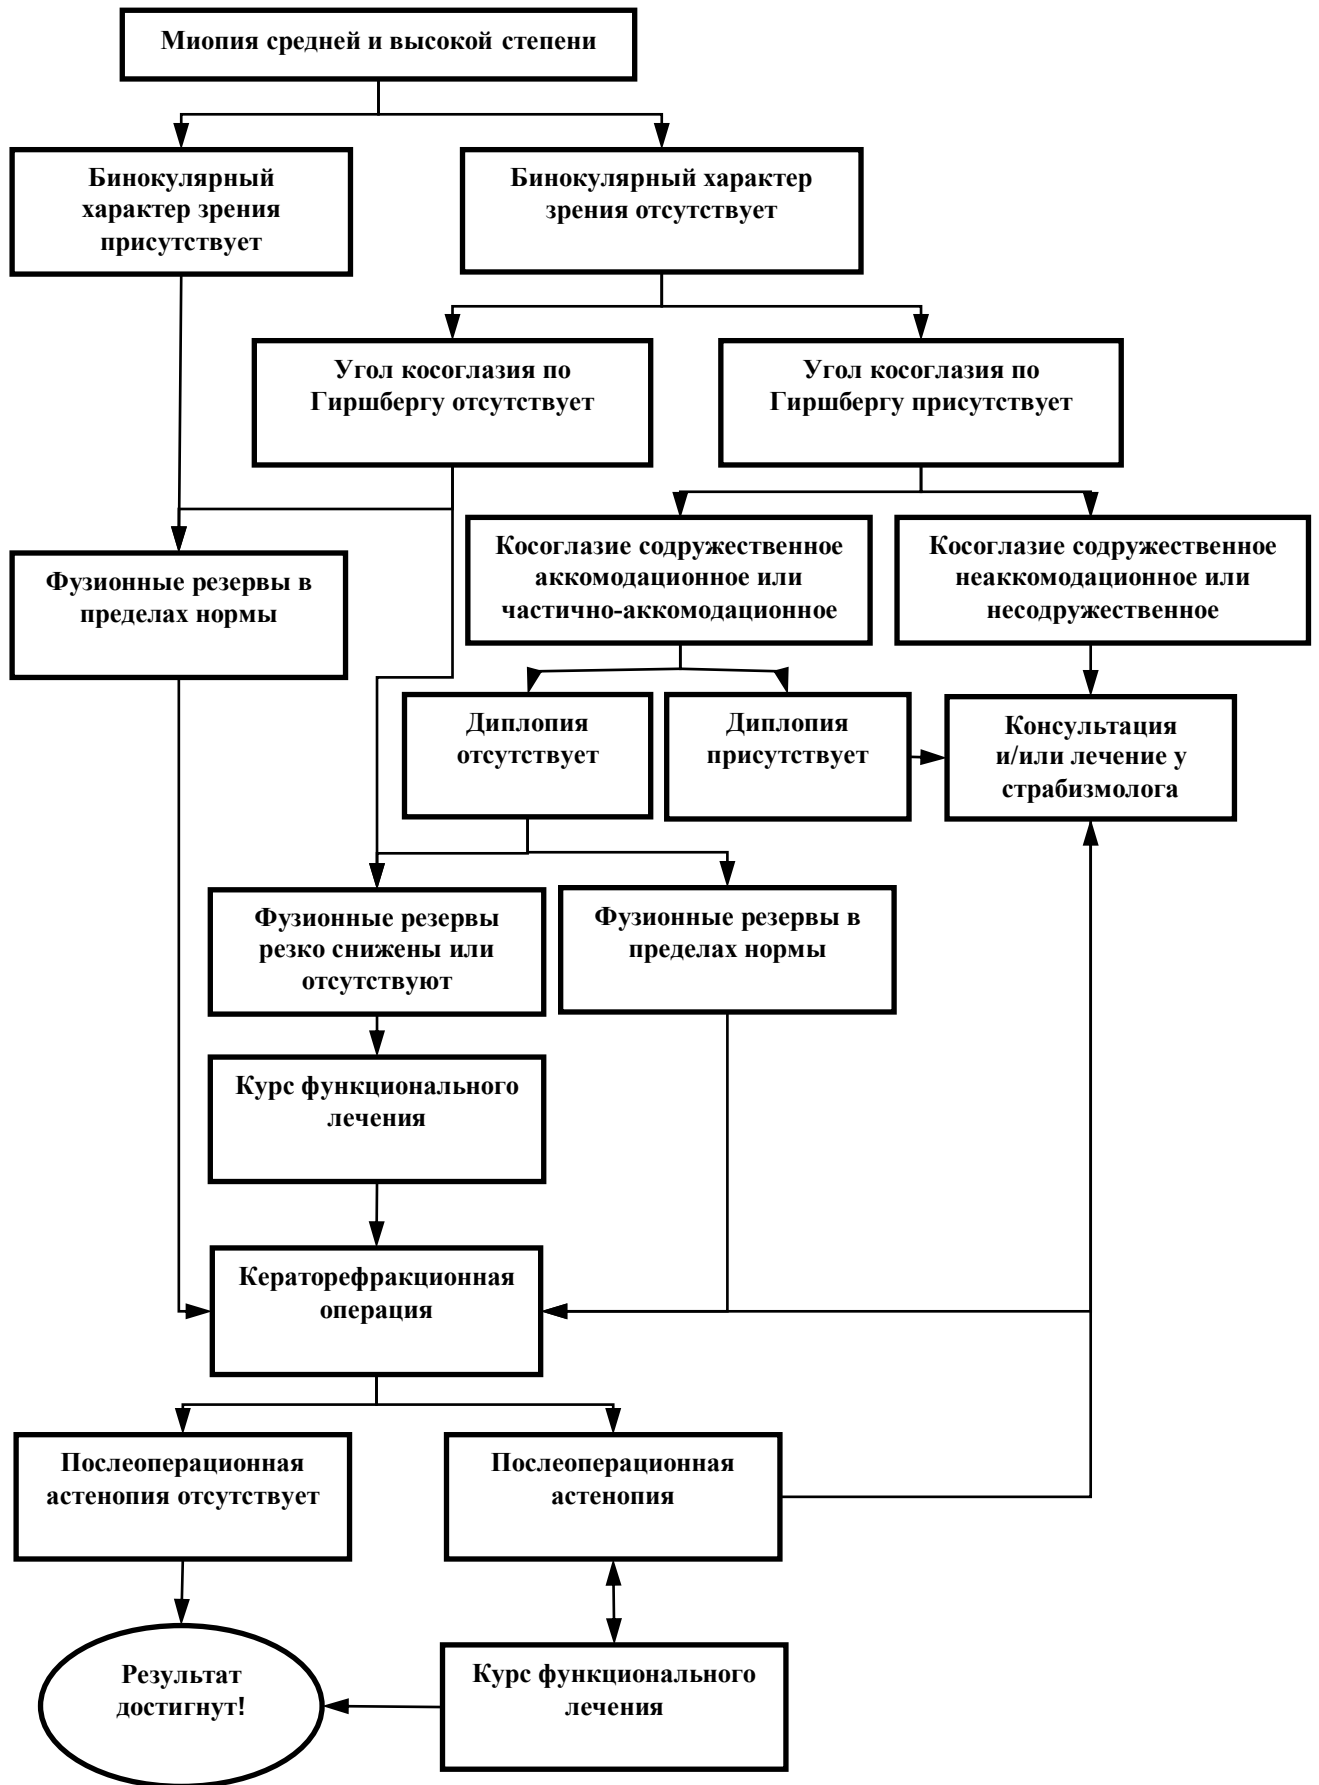 Миопия средней и высокой степени
Бинокулярный
характер зрения
присутствует
Бинокулярный характер
зрения отсутствует
Угол косоглазия по
Гиршбергу отсутствует
Угол косоглазия по
Гиршбергу присутствует
Косоглазие содружественное
аккомодационное или
частично-аккомодационное
Косоглазие содружественное
неаккомодационное или
несодружественное
Фузионные резервы в
пределах нормы
Диплопия
отсутствует
Диплопия
присутствует
Консультация
и/или лечение у
страбизмолога
Фузионные резервы
резко снижены или
отсутствуют
Фузионные резервы в
пределах нормы
Курс функционального
лечения
Кераторефракционная
операция
Послеоперационная
астенопия отсутствует
Послеоперационная
астенопия
Результат
достигнут!
Курс функционального
лечения